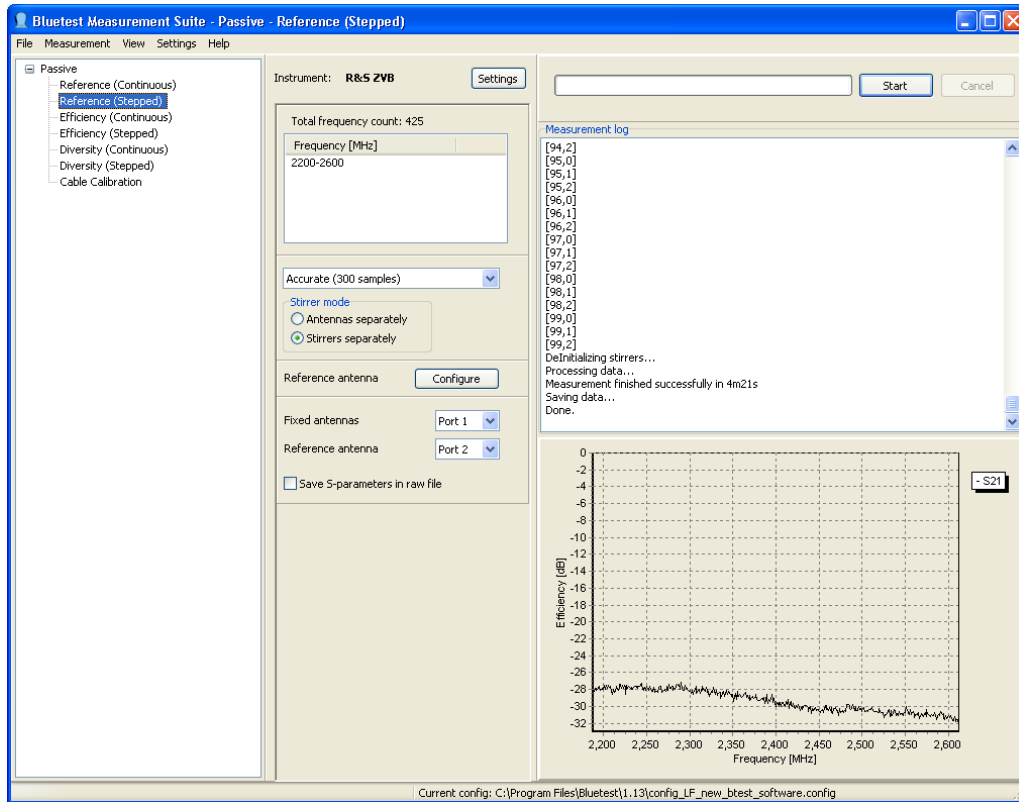 Bluetest Measurement Suite - Passive - Reference (Stepped)
File Measurement View Settings Help
Passive
Reference (Continuous)
Reference (Stepped)
Efficiency (Continuous)
Efficiency (Stepped)
Diversity (Continuous)
Diversity (Stepped)
Cable Calibration
Instrument: R&S ZVB
Settings
Total frequency count: 425
Frequency [MHz]
2200-2600
Accurate (300 samples)
Stirrer mode
Antennas separately
Stirrers separately
Reference antenna
Configure
Fixed antennas
Port 1
Reference antenna
Port 2
Save S-parameters in raw file
Start
Cancel
Measurement log
[94,2]
[95,0]
[95,1]
[95,2]
[96,0]
[96,1]
[96,2]
[97,0]
[97,1]
[97,2]
[98,0]
[98,1]
[98,2]
[99,0]
[99,1]
[99,2]
DeInitializing stirrers...
Processing data...
Measurement finished successfully in 4m21s
Saving data...
Done.
0
-2
-4
-6
-8
-10
-12
-14
-16
-18
-20
-22
-24
-26
-28
-30
-32
Efficiency [dB]
- S21
2,200 2,250 2,300 2,350 2,400 2,450 2,500 2,550 2,600
Frequency [MHz]
Current config: C:\Program Files\Bluetest\1.13\config_LF_new_btest_software.config